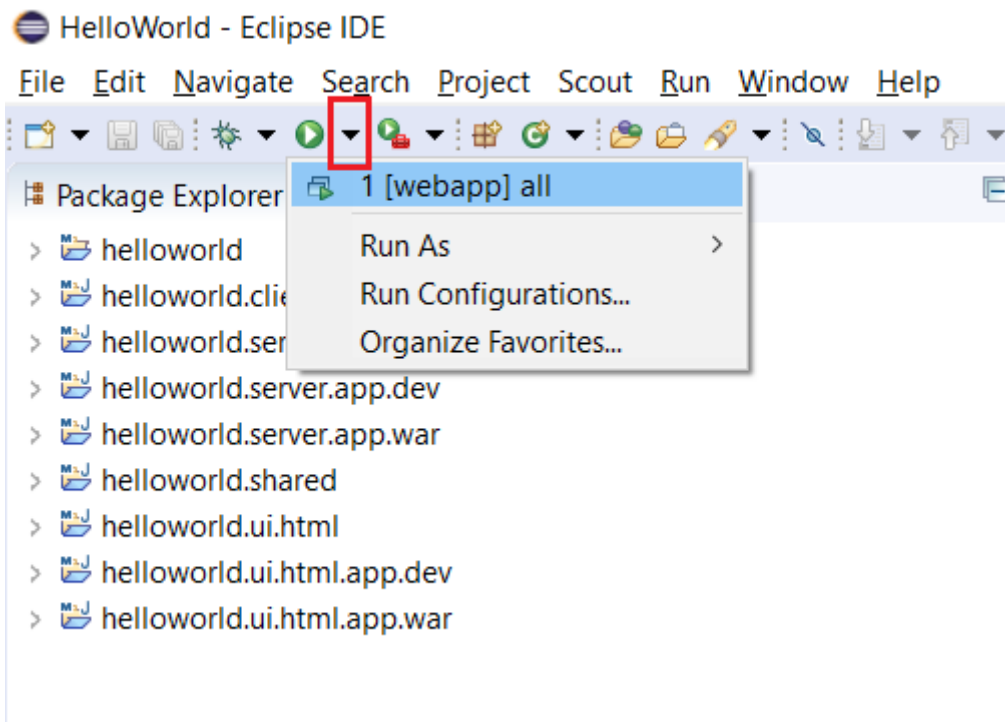 HelloWorld - Eclipse IDE
File Edit Navigate Search Project Scout Run Window Help
Package Explorer
1 [webapp] all
Run As
Run Configurations...
Organize Favorites...
helloworld
helloworld.clie
helloworld.ser
helloworld.server.app.dev
helloworld.server.app.war
helloworld.shared
helloworld.ui.html
helloworld.ui.html.app.dev
helloworld.ui.html.app.war